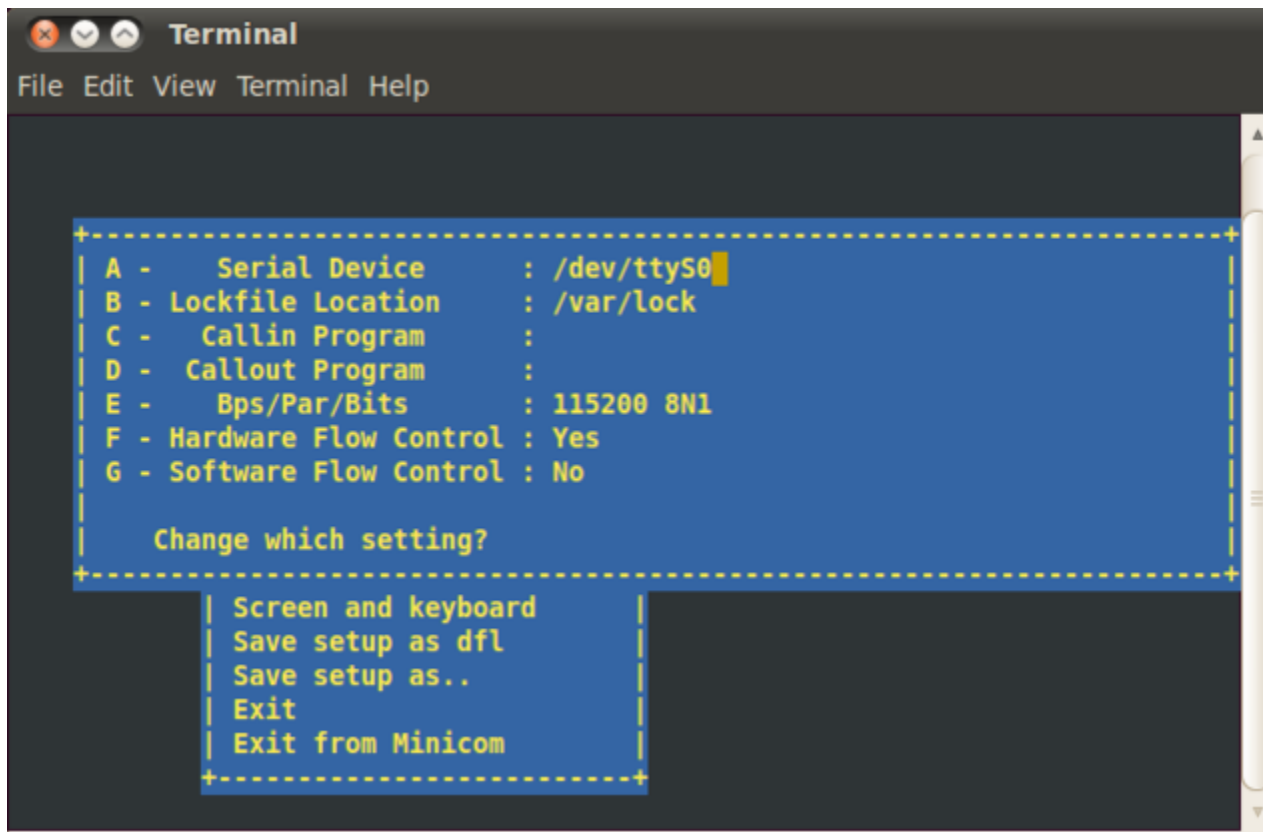 Terminal
File Edit View Terminal Help
+-----------------------------------------------------------------------+
| A -    Serial Device      : /dev/ttyS0                                |
| B - Lockfile Location     : /var/lock                                 |
| C -   Callin Program      :                                           |
| D -  Callout Program      :                                           |
| E -    Bps/Par/Bits       : 115200 8N1                                |
| F - Hardware Flow Control : Yes                                       |
| G - Software Flow Control : No                                        |
|                                                                       |
|    Change which setting?                                              |
+-----------------------------------------------------------------------+
| Screen and keyboard      |
| Save setup as dfl        |
| Save setup as..          |
| Exit                     |
| Exit from Minicom        |
+--------------------------+